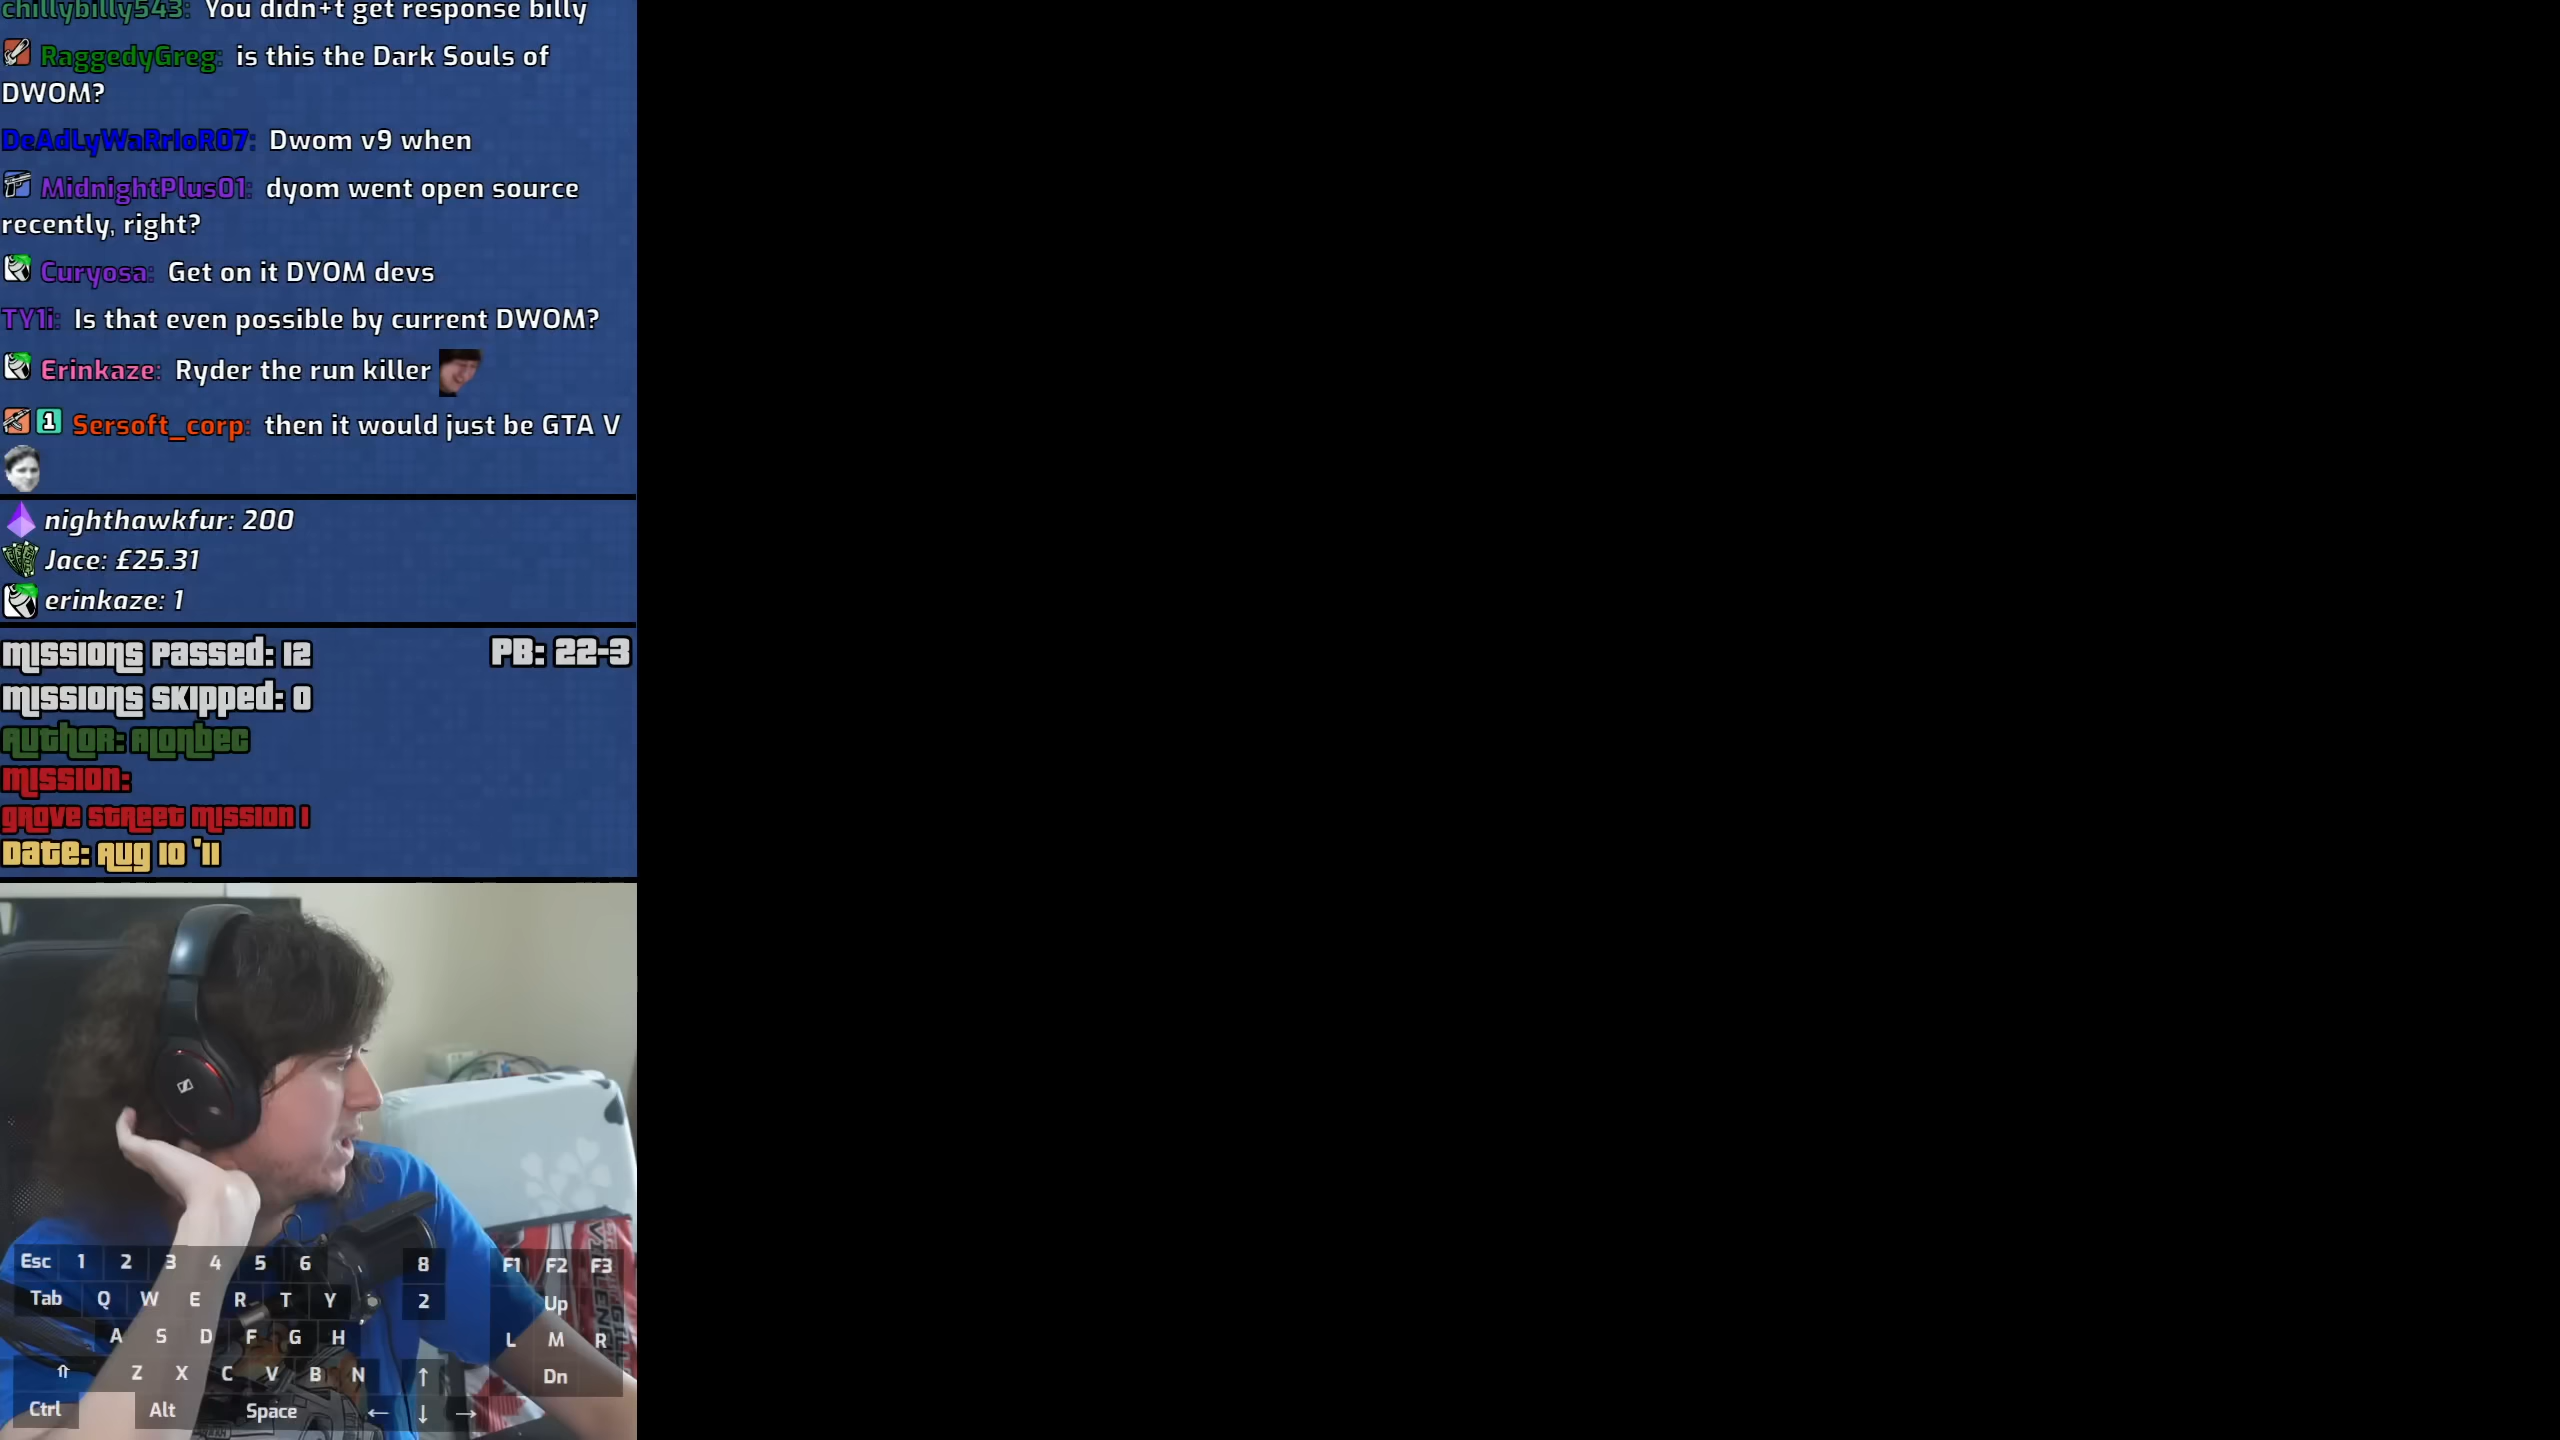 chillybilly543: You didn+t get response billy
RaggedyGreg: is this the Dark Souls of
DWOM?
DeAdLyWaRrIoR07: Dwom v9 when
MidnightPlus01: dyom went open source
recently, right?
Curyosa: Get on it DYOM devs
TY1i: Is that even possible by current DWOM?
Erinkaze: Ryder the run killer
1 Sersoft_corp: then it would just be GTA V
nighthawkfur: 200
Jace: £25.31
erinkaze: 1
missions passed: 12
PB: 22-3
missions skipped: 0
Author: Alonbec
mission:
grove street mission 1
Date: Aug 10 '11
Esc 1 2 3 4 5 6 8 F1 F2 F3
Tab Q W E R T Y 2 Up
A S D F G H L M R
⇧ Z X C V B N ↑ Dn
Ctrl Alt Space ← ↓ →